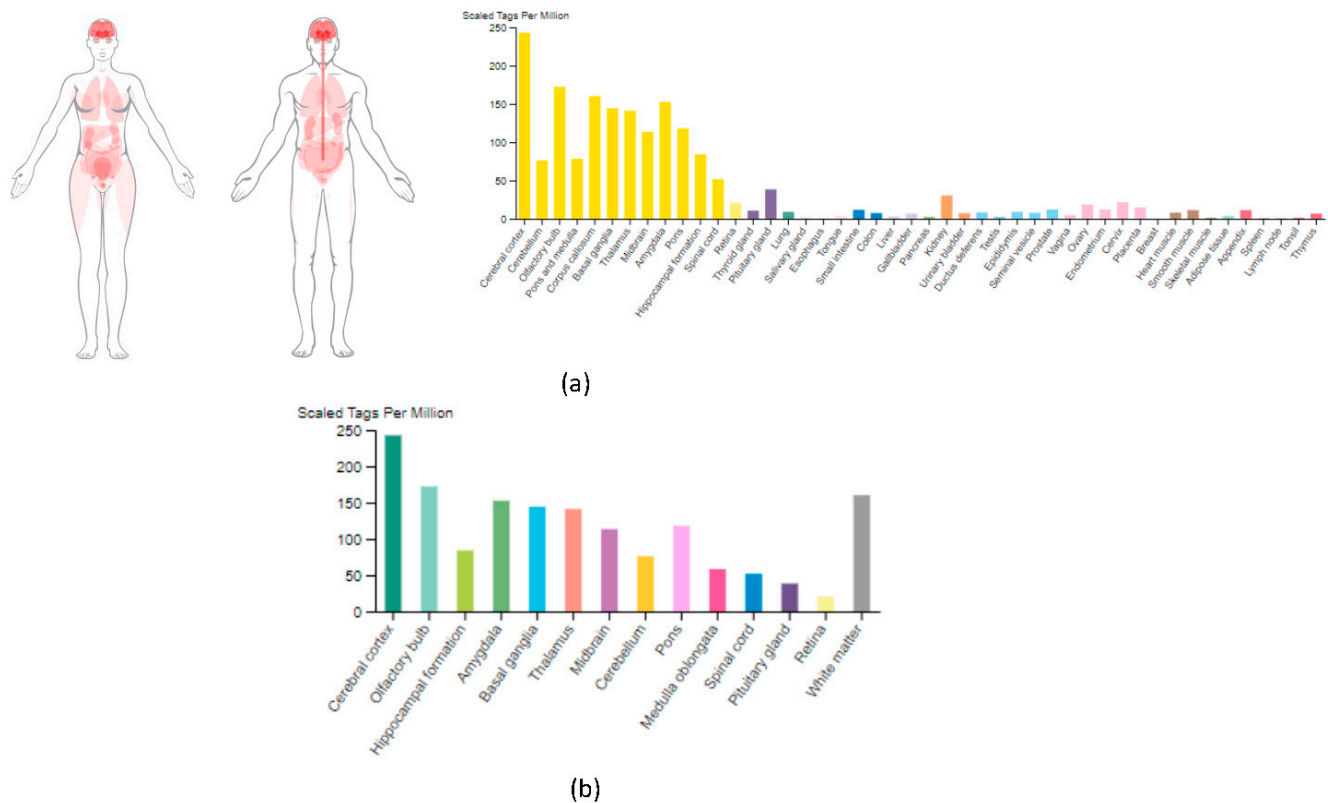 Scaled Tags Per Million
250
200
150
100
50
0
Cerebral cortex
Cerebellum
Olfactory bulb
Pons and medulla
Corpus callosum
Basal ganglia
Thalamus
Midbrain
Amygdala
Pons
Hippocampal formation
Spinal cord
Retina
Thyroid gland
Pituitary gland
Lung
Salivary gland
Esophagus
Tongue
Small intestine
Colon
Liver
Gallbladder
Pancreas
Kidney
Urinary bladder
Ductus deferens
Testis
Epididymis
Seminal vesicle
Prostate
Vagina
Ovary
Endometrium
Cervix
Placenta
Breast
Heart muscle
Smooth muscle
Skeletal muscle
Adipose tissue
Appendix
Spleen
Lymph node
Tonsil
Thymus
(a)
Scaled Tags Per Million
250
200
150
100
50
0
Cerebral cortex
Olfactory bulb
Hippocampal formation
Amygdala
Basal ganglia
Thalamus
Midbrain
Cerebellum
Pons
Medulla oblongata
Spinal cord
Pituitary gland
Retina
White matter
(b)